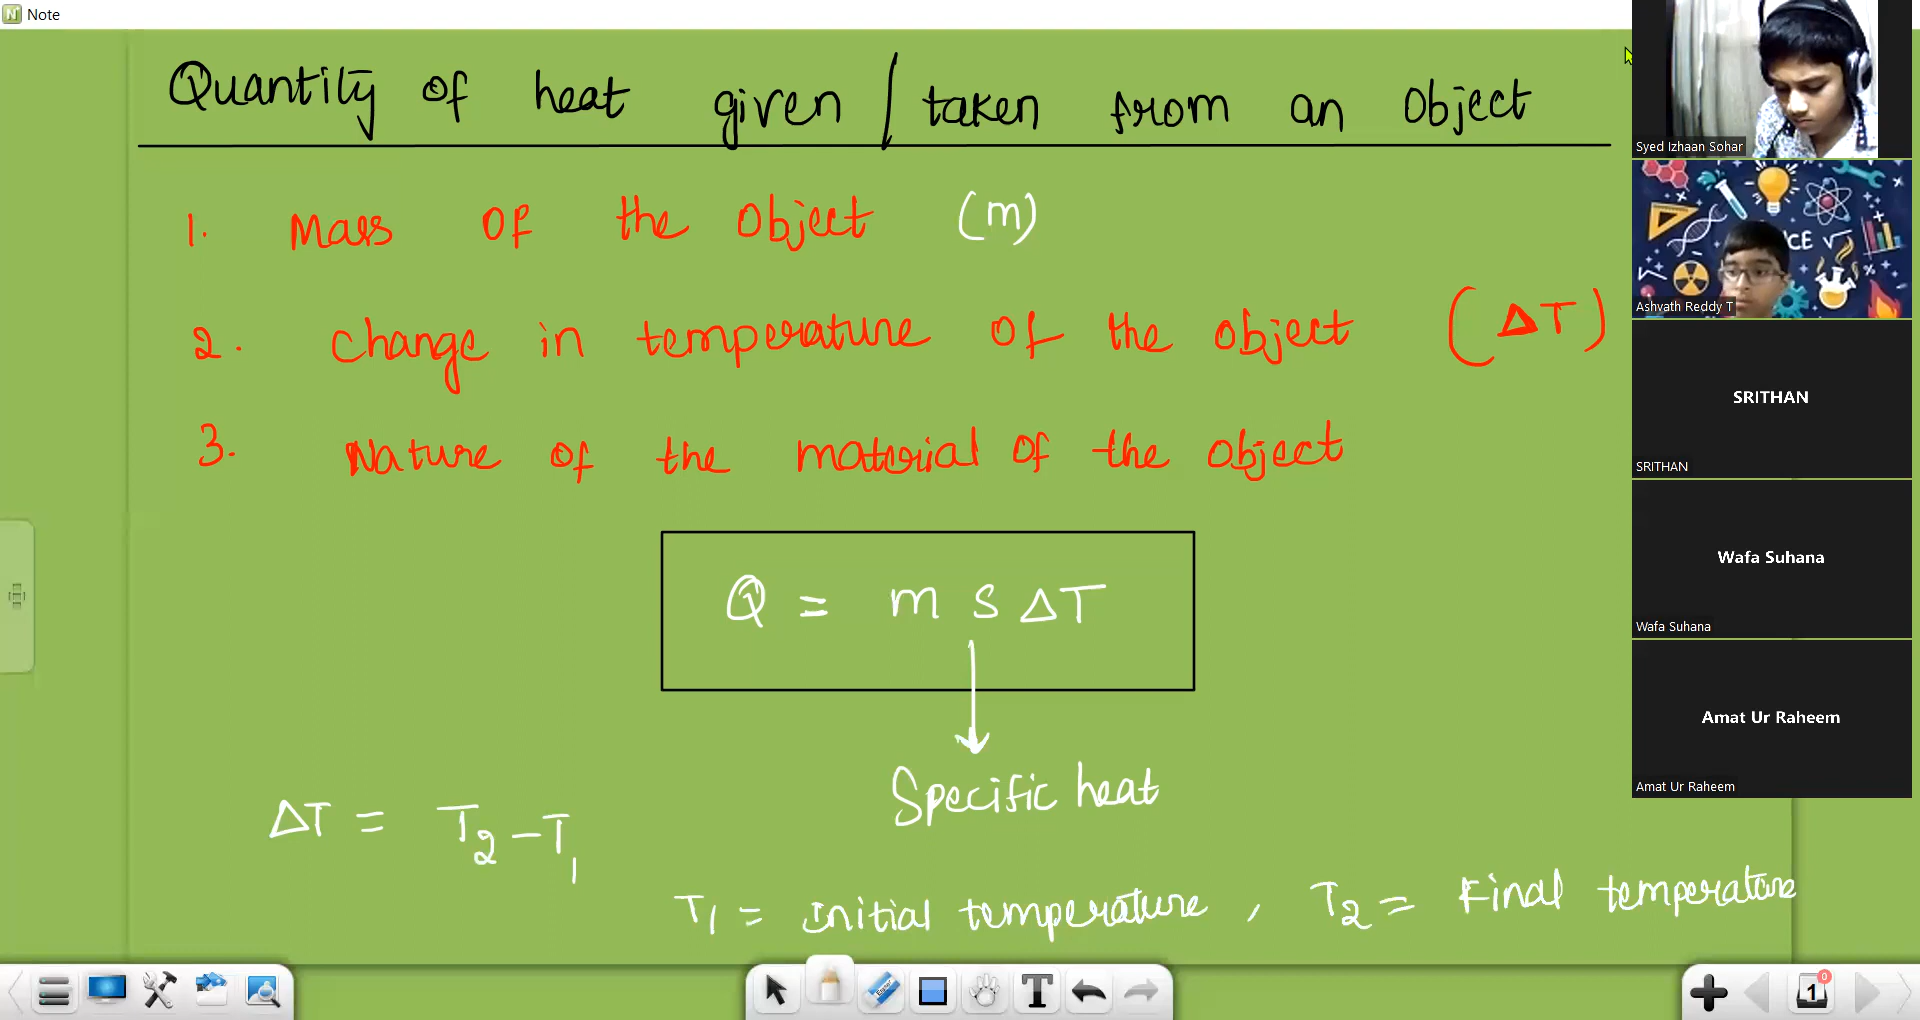 Note
Quantity of heat given / taken from an object
1. Mass of the object (m)
2. change in temperature of the object (ΔT)
3. Nature of the material of the object
Q = m s ΔT
Specific heat
ΔT = T₂ - T₁
T₁ = Initial temperature , T₂ = Final temperature
Syed Izhaan Sohar
Ashvath Reddy T
SRITHAN
SRITHAN
Wafa Suhana
Wafa Suhana
Amat Ur Raheem
Amat Ur Raheem
T
1
0